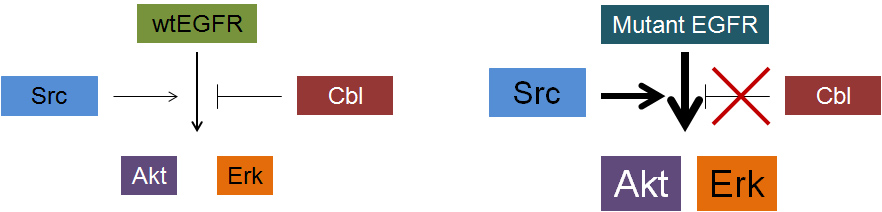 wtEGFR
Src
Cbl
Akt
Erk
Mutant EGFR
Src
Cbl
Akt
Erk